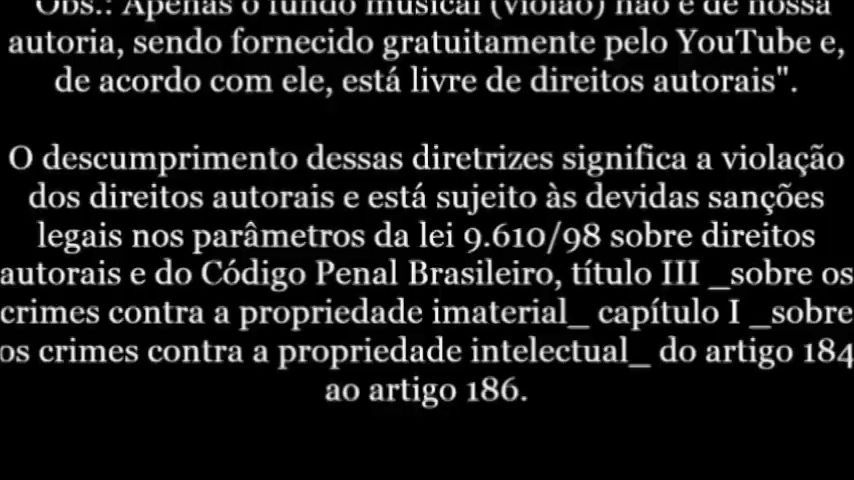 Obs.: Apenas o fundo musical (violão) não é de nossa
autoria, sendo fornecido gratuitamente pelo YouTube e,
de acordo com ele, está livre de direitos autorais".
O descumprimento dessas diretrizes significa a violação
dos direitos autorais e está sujeito às devidas sanções
legais nos parâmetros da lei 9.610/98 sobre direitos
autorais e do Código Penal Brasileiro, título III _sobre os
crimes contra a propriedade imaterial_ capítulo I _sobre
os crimes contra a propriedade intelectual_ do artigo 184
ao artigo 186.